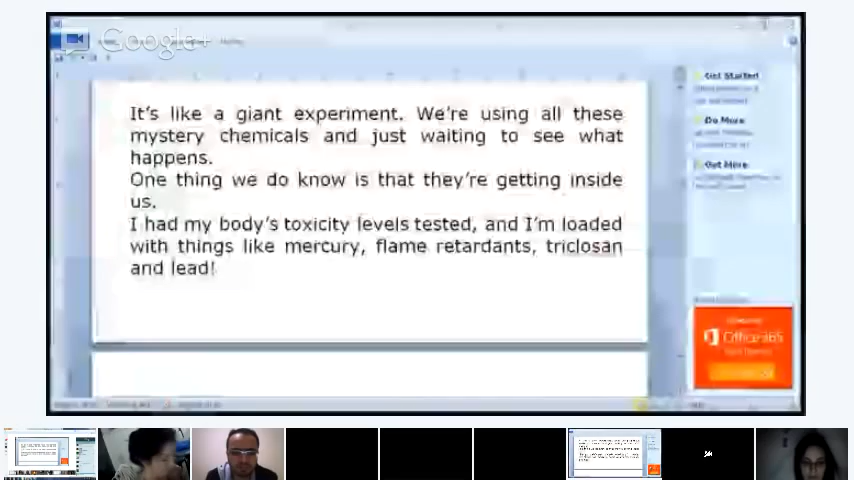 Google+
It's like a giant experiment. We're using all these
mystery chemicals and just waiting to see what
happens.
One thing we do know is that they're getting inside
us.
I had my body's toxicity levels tested, and I'm loaded
with things like mercury, flame retardants, triclosan
and lead!
Get Started
Do More
Get More
Office 365